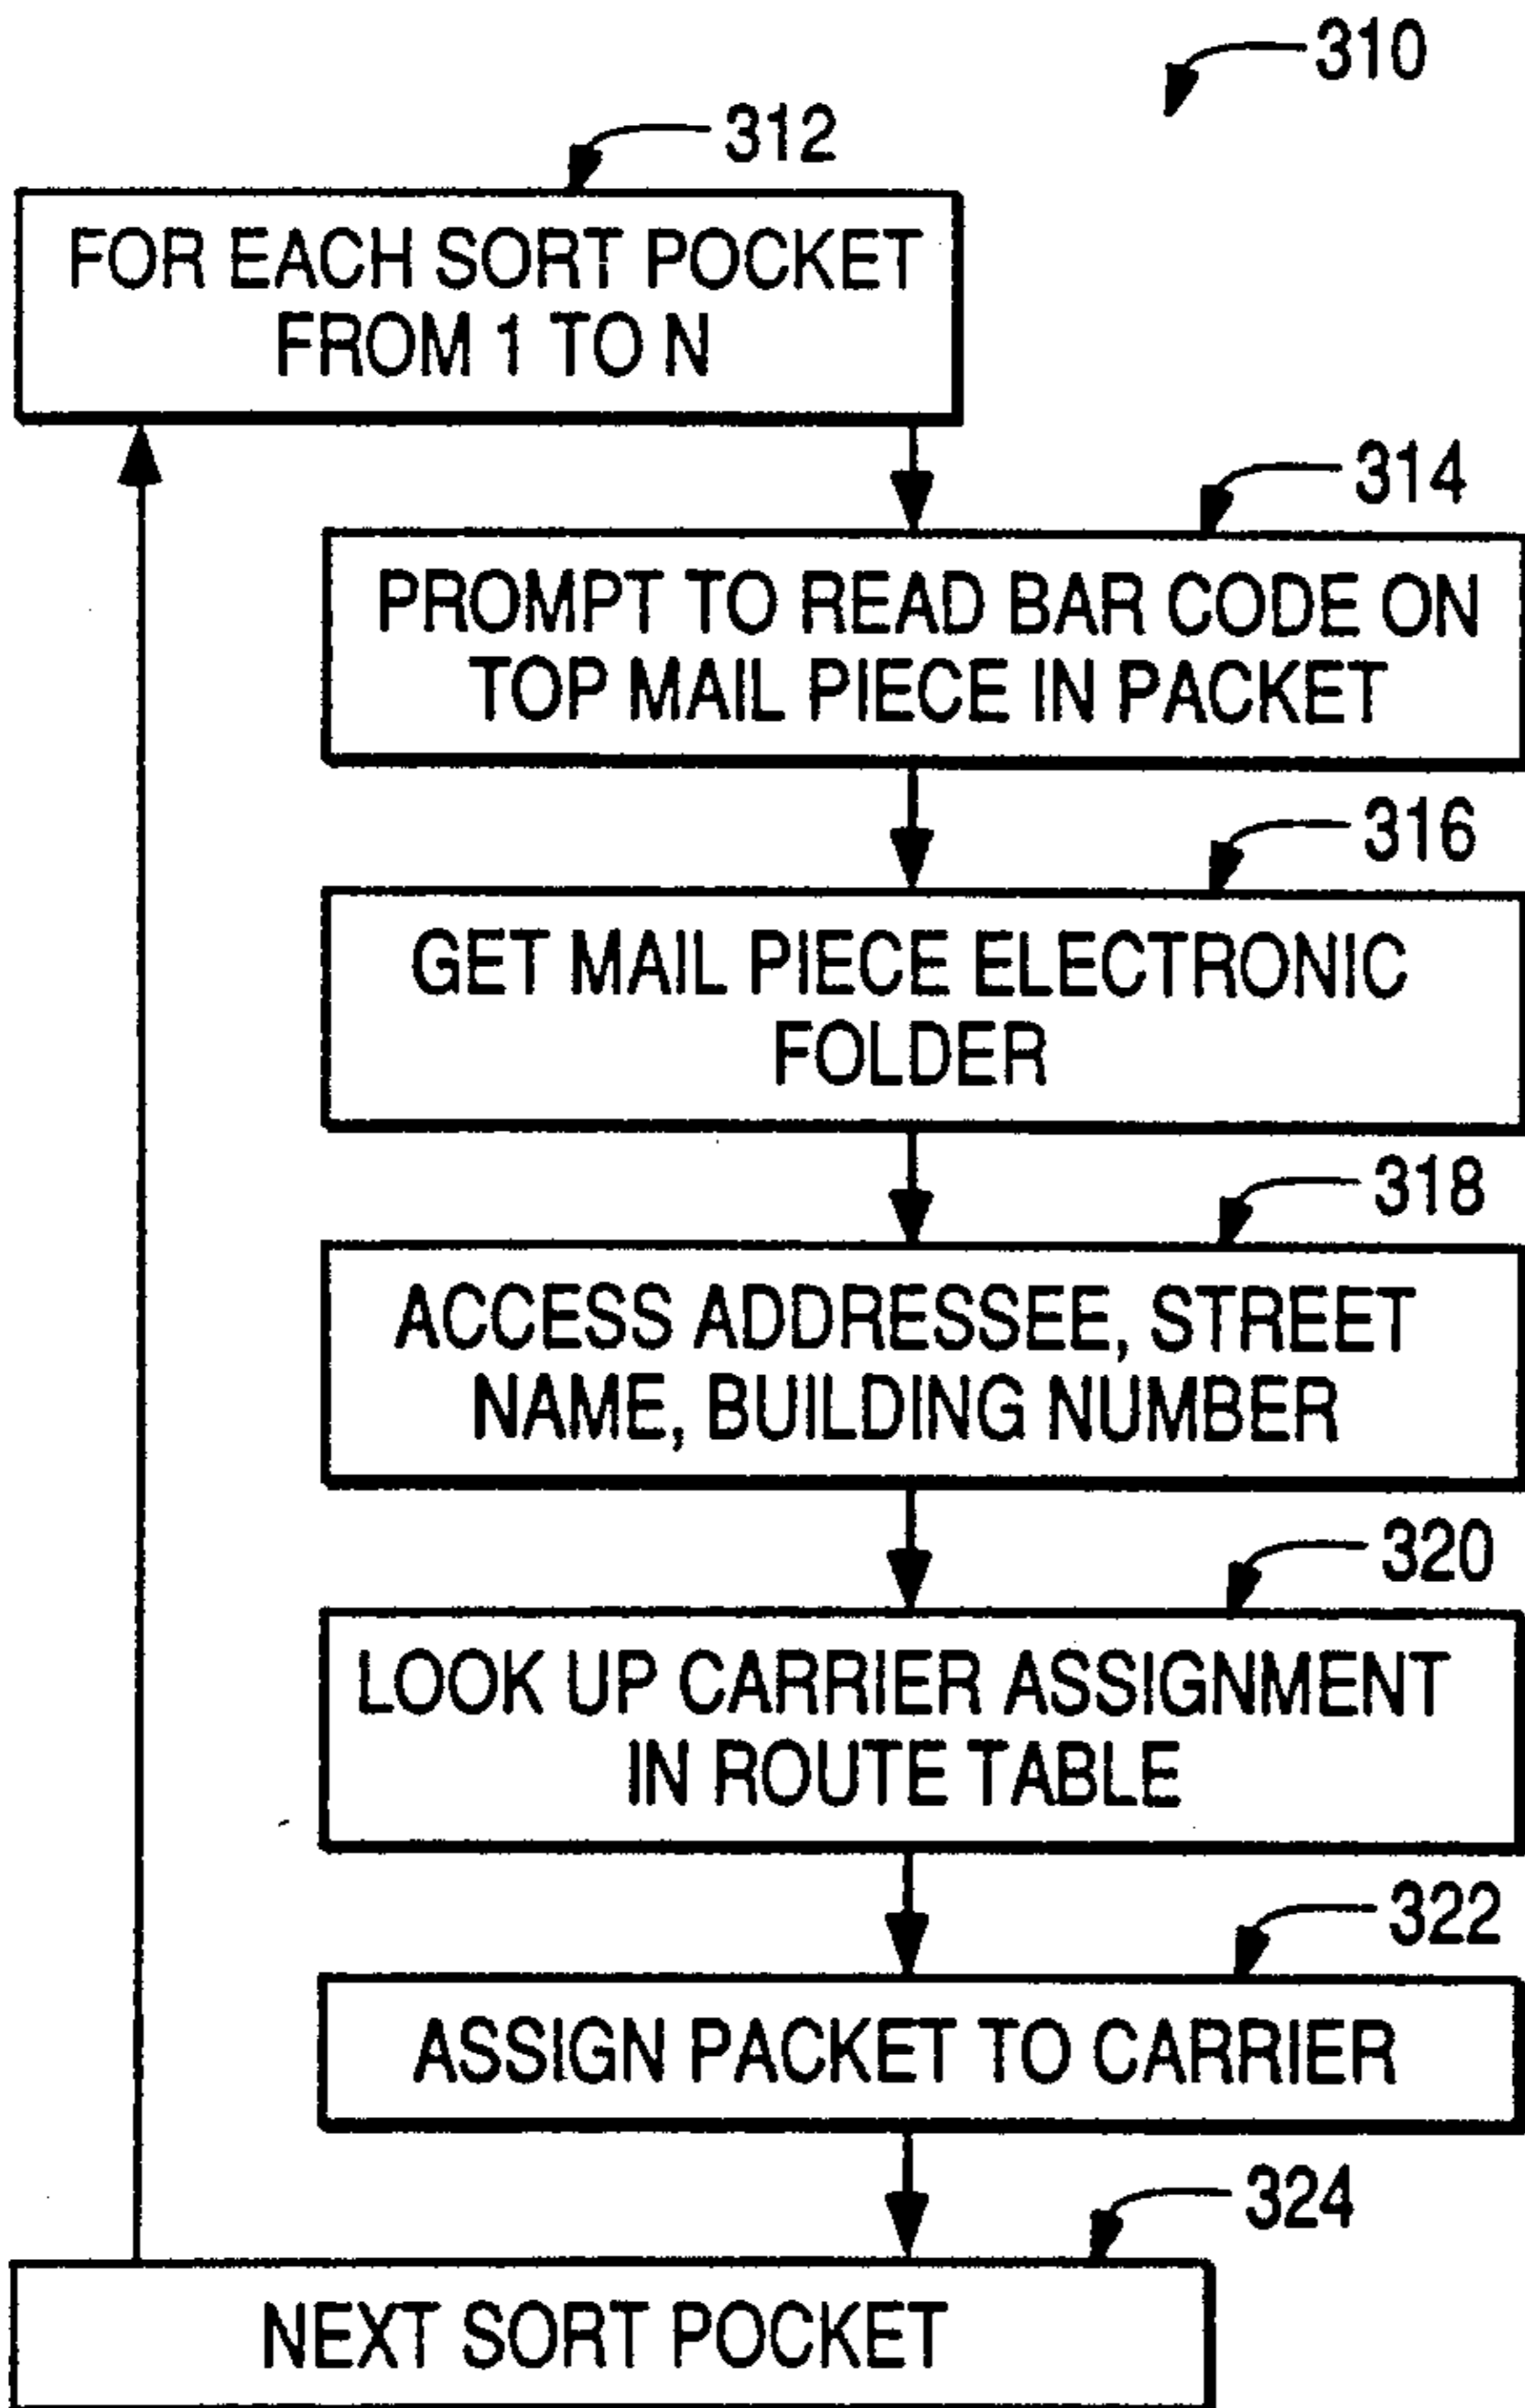 310
312
FOR EACH SORT POCKET
FROM 1 TO N
314
PROMPT TO READ BAR CODE ON
TOP MAIL PIECE IN PACKET
316
GET MAIL PIECE ELECTRONIC
FOLDER
318
ACCESS ADDRESSEE, STREET
NAME, BUILDING NUMBER
320
LOOK UP CARRIER ASSIGNMENT
IN ROUTE TABLE
322
ASSIGN PACKET TO CARRIER
324
NEXT SORT POCKET